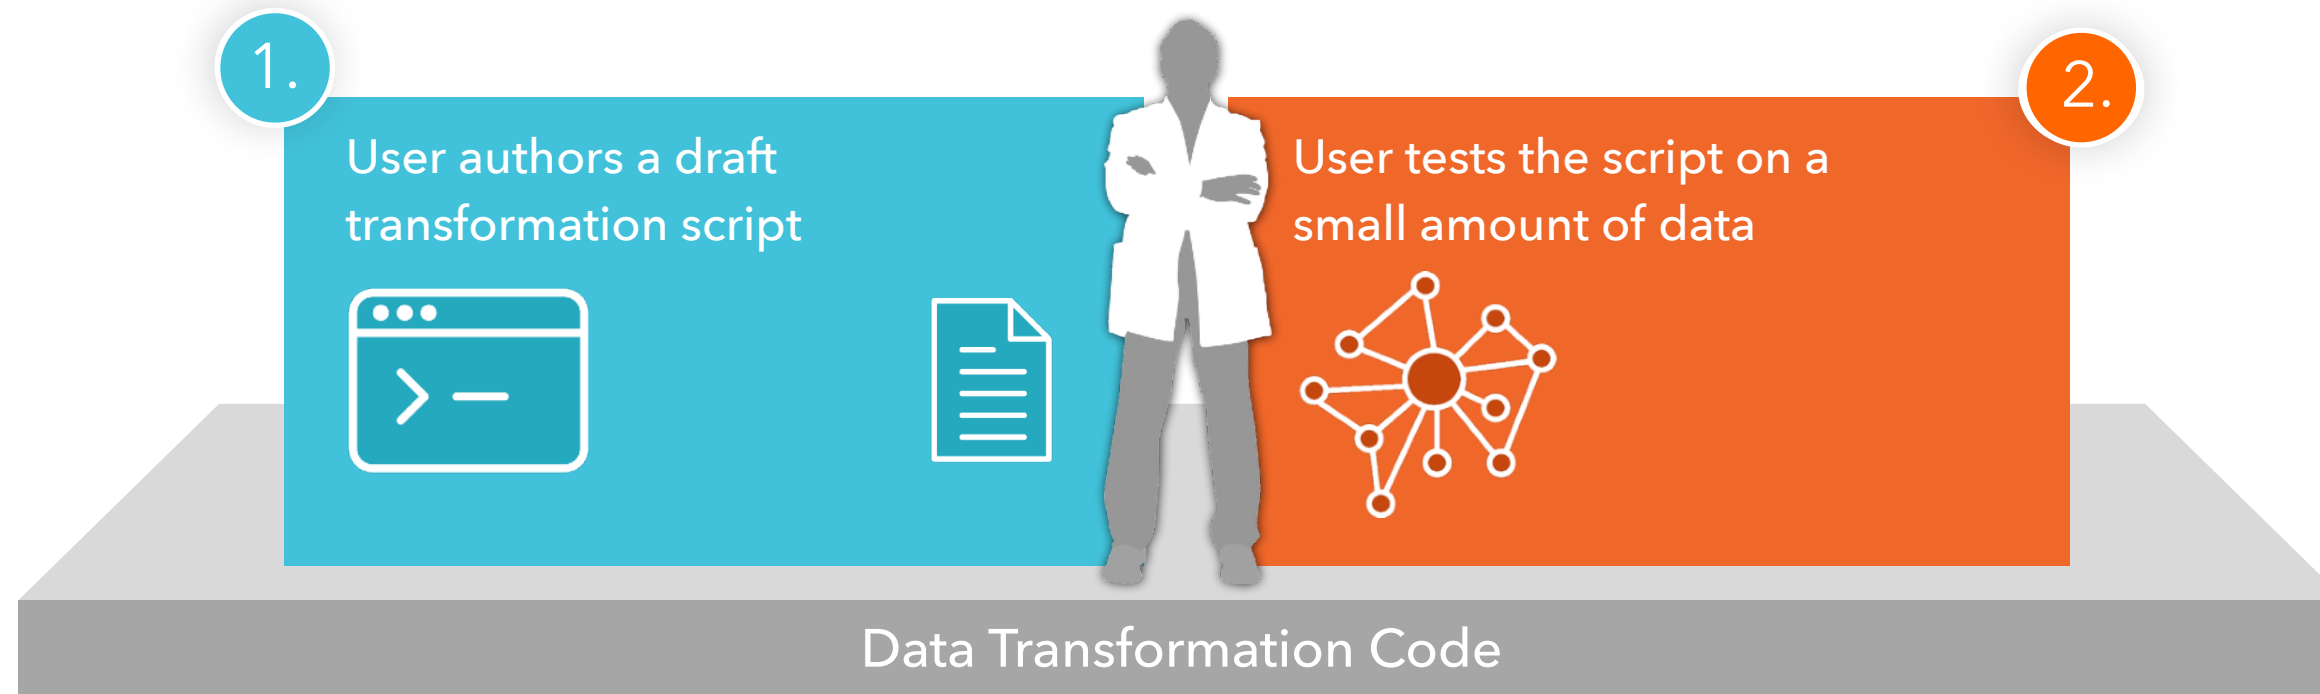 1.
User authors a draft
transformation script
2.
User tests the script on a
small amount of data
Data Transformation Code